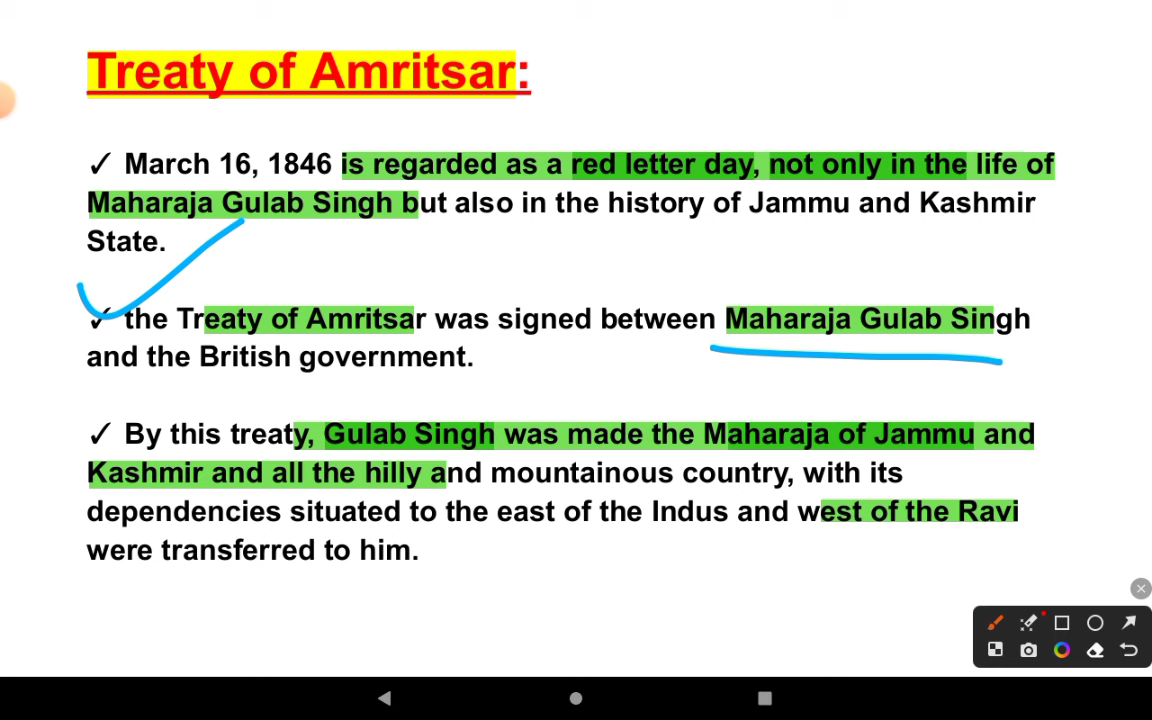 Treaty of Amritsar:
✓ March 16, 1846 is regarded as a red letter day, not only in the life of
Maharaja Gulab Singh but also in the history of Jammu and Kashmir
State.
✓ the Treaty of Amritsar was signed between Maharaja Gulab Singh
and the British government.
✓ By this treaty, Gulab Singh was made the Maharaja of Jammu and
Kashmir and all the hilly and mountainous country, with its
dependencies situated to the east of the Indus and west of the Ravi
were transferred to him.